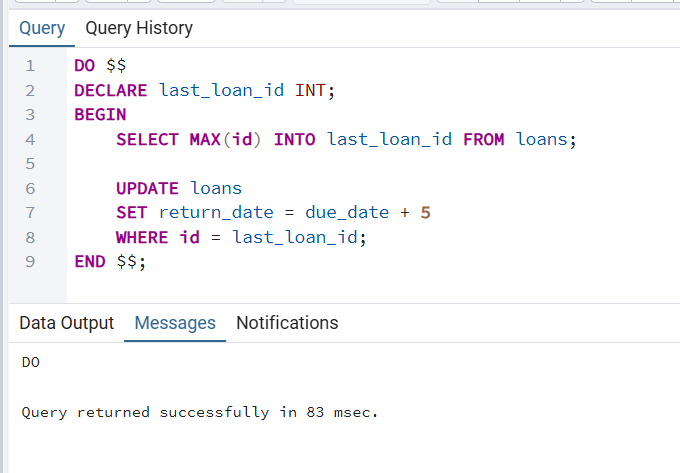 Query Query History
1 DO $$
2 DECLARE last_loan_id INT;
3 BEGIN
4 SELECT MAX(id) INTO last_loan_id FROM loans;
5
6 UPDATE loans
7 SET return_date = due_date + 5
8 WHERE id = last_loan_id;
9 END $$;
Data Output Messages Notifications
DO
Query returned successfully in 83 msec.